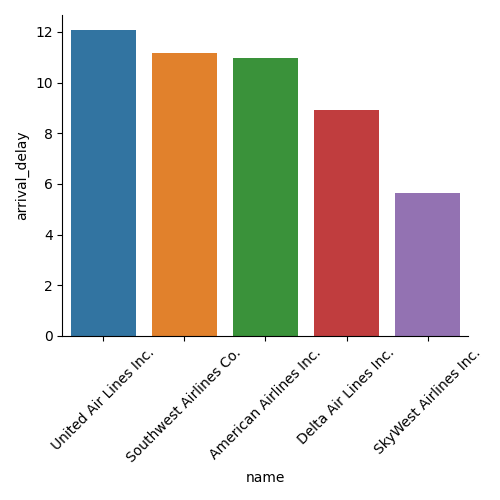 12
10
8
6
4
2
0
arrival_delay
United Air Lines Inc.
Southwest Airlines Co.
American Airlines Inc.
Delta Air Lines Inc.
SkyWest Airlines Inc.
name